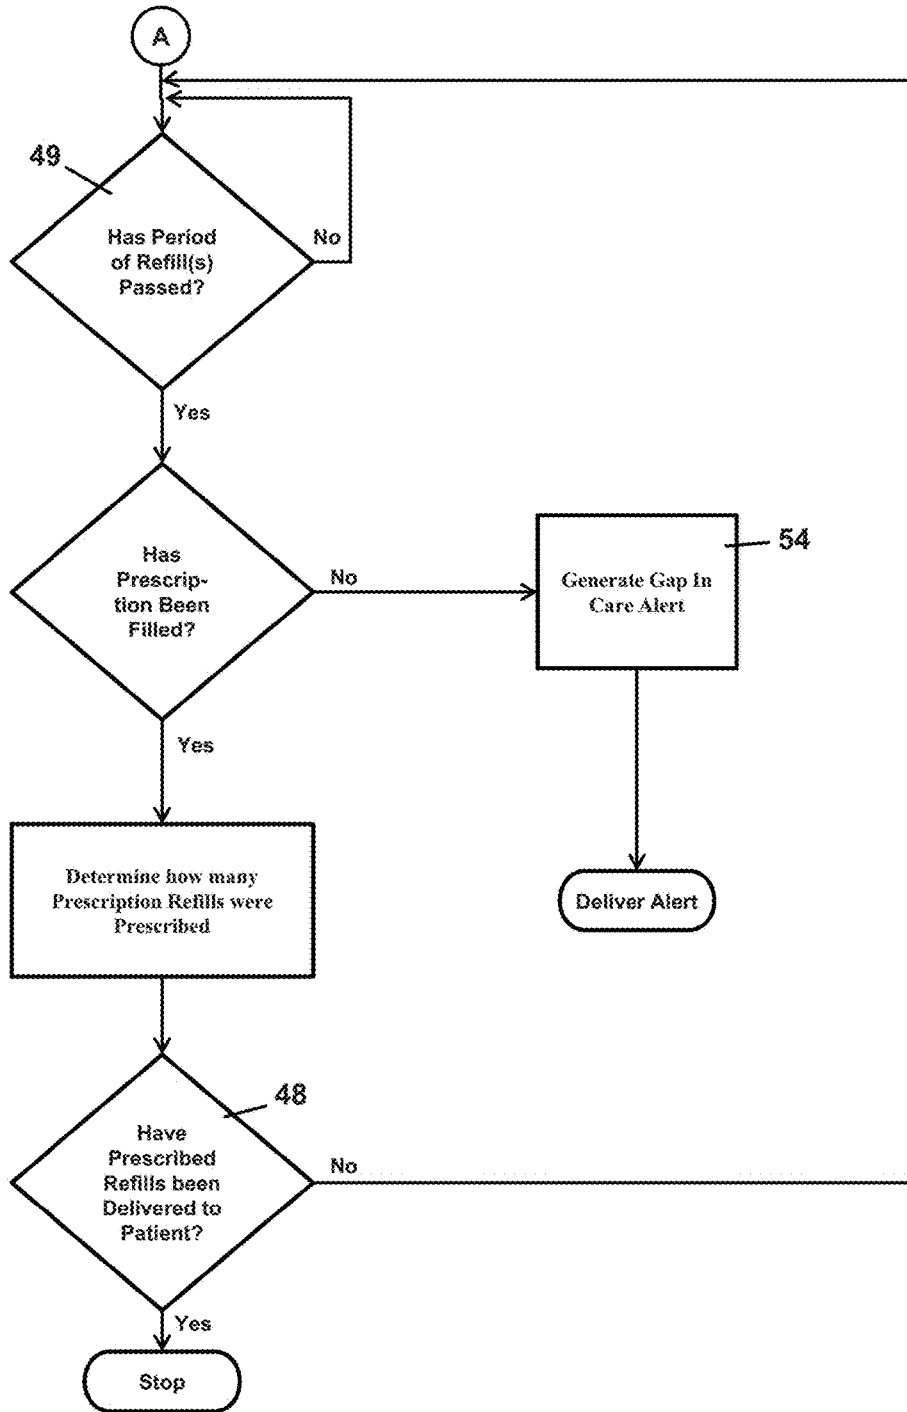 A
49
Has Period
of Refill(s)
Passed?
No
Yes
Has
Prescrip-
tion Been
Filled?
No
54
Generate Gap In
Care Alert
Yes
Determine how many
Prescription Refills were
Prescribed
Deliver Alert
48
Have
Prescribed
Refills been
Delivered to
Patient?
No
Yes
Stop